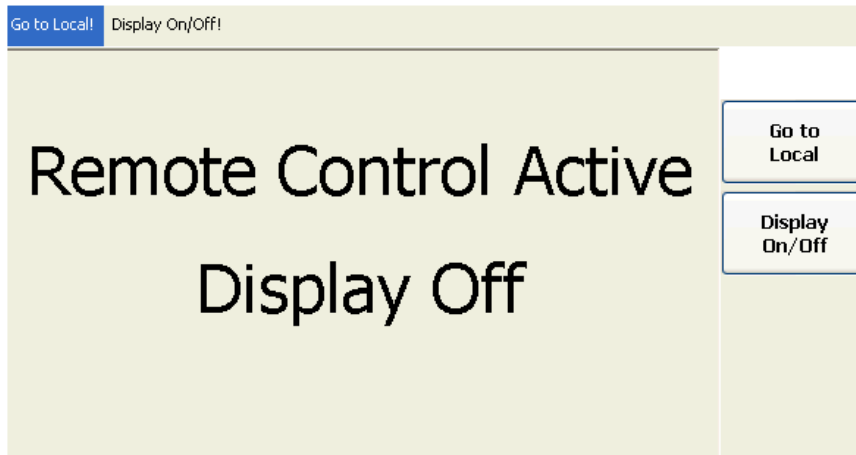 Go to Local! Display On/Off!
Remote Control Active
Display Off
Go to
Local
Display
On/Off